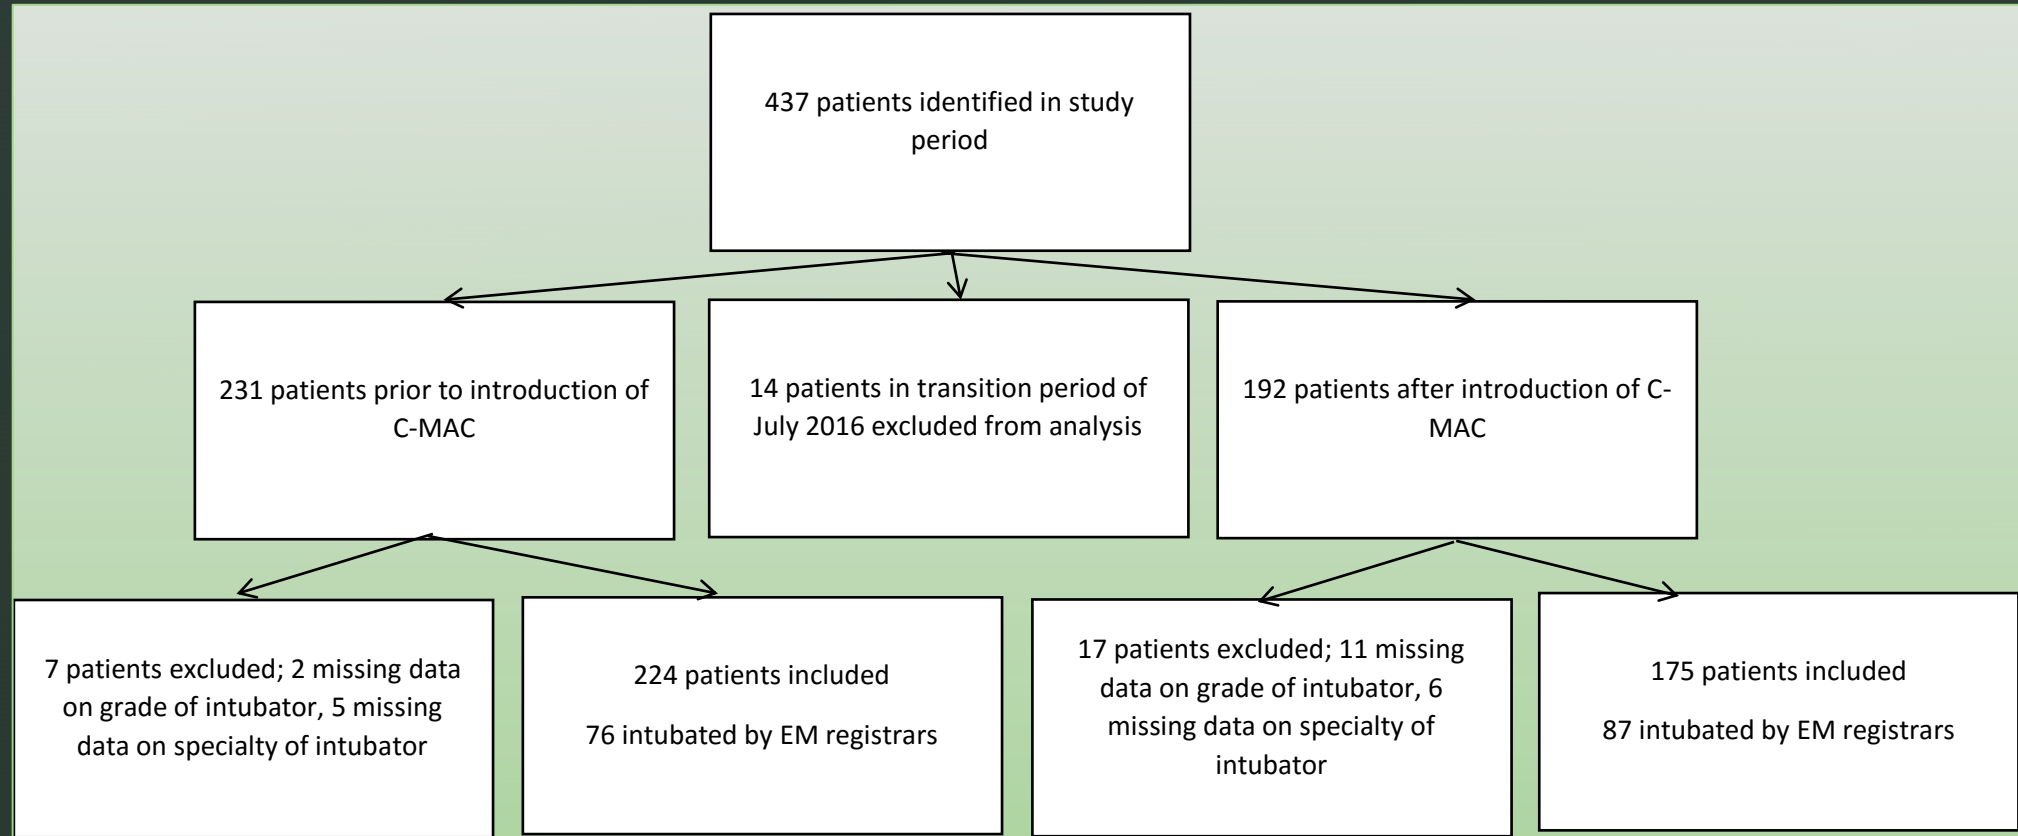 437 patients identified in study
period
231 patients prior to introduction of
C-MAC
14 patients in transition period of
July 2016 excluded from analysis
192 patients after introduction of C-
MAC
7 patients excluded; 2 missing data
on grade of intubator, 5 missing
data on specialty of intubator
224 patients included
76 intubated by EM registrars
17 patients excluded; 11 missing
data on grade of intubator, 6
missing data on specialty of
intubator
175 patients included
87 intubated by EM registrars